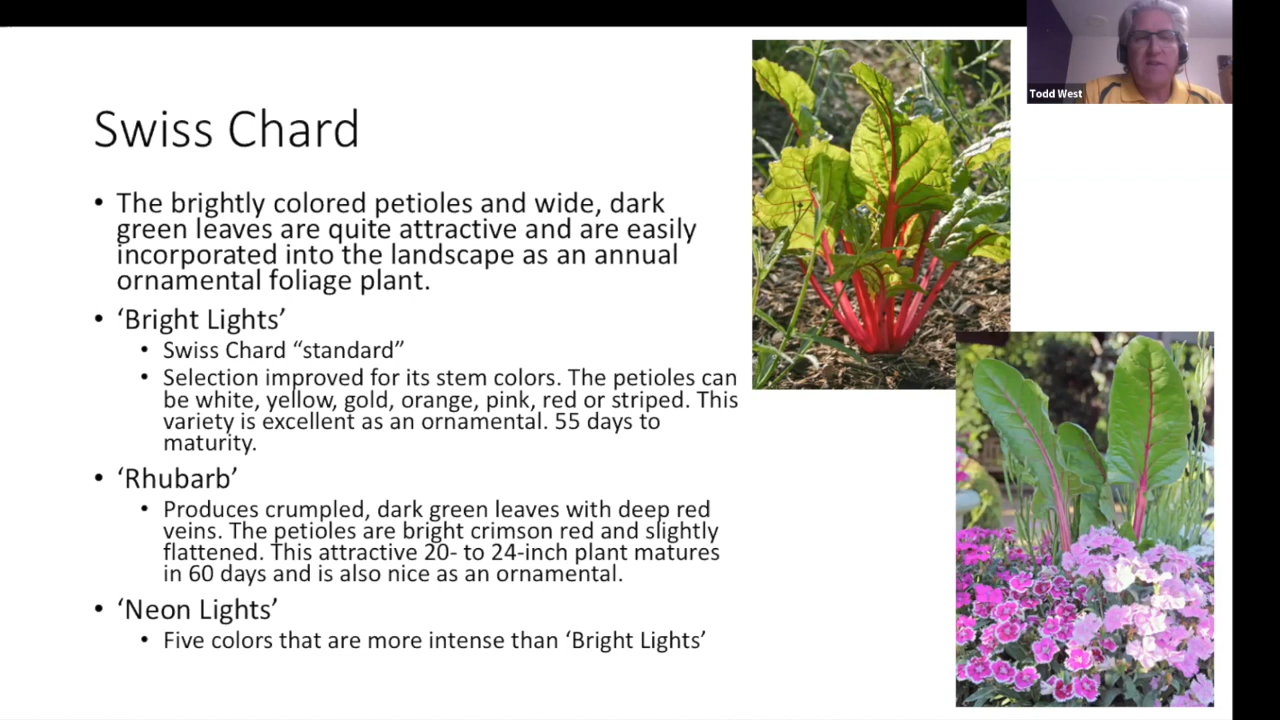 Todd West
Swiss Chard
• The brightly colored petioles and wide, dark
green leaves are quite attractive and are easily
incorporated into the landscape as an annual
ornamental foliage plant.
• ‘Bright Lights’
• Swiss Chard “standard”
• Selection improved for its stem colors. The petioles can
be white, yellow, gold, orange, pink, red or striped. This
variety is excellent as an ornamental. 55 days to
maturity.
• ‘Rhubarb’
• Produces crumpled, dark green leaves with deep red
veins. The petioles are bright crimson red and slightly
flattened. This attractive 20- to 24-inch plant matures
in 60 days and is also nice as an ornamental.
• ‘Neon Lights’
• Five colors that are more intense than ‘Bright Lights’